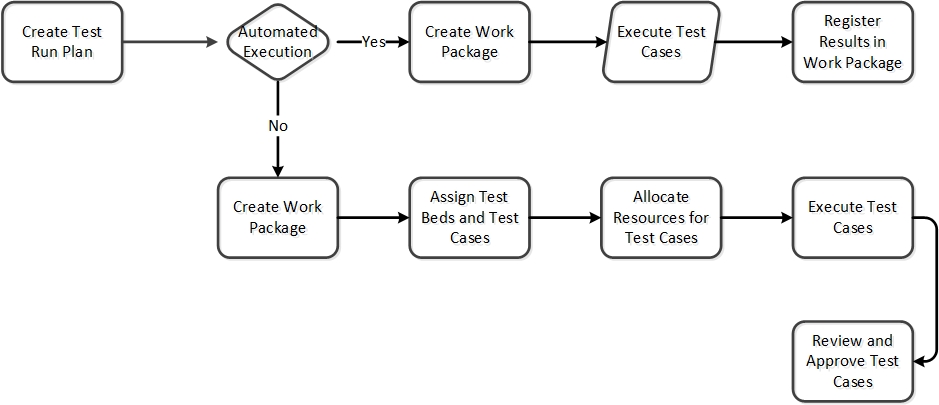 Create Test
Run Plan
Automated
Execution
Yes
Create Work
Package
Execute Test
Cases
Register
Results in
Work Package
No
Create Work
Package
Assign Test
Beds and Test
Cases
Allocate
Resources for
Test Cases
Execute Test
Cases
Review and
Approve Test
Cases